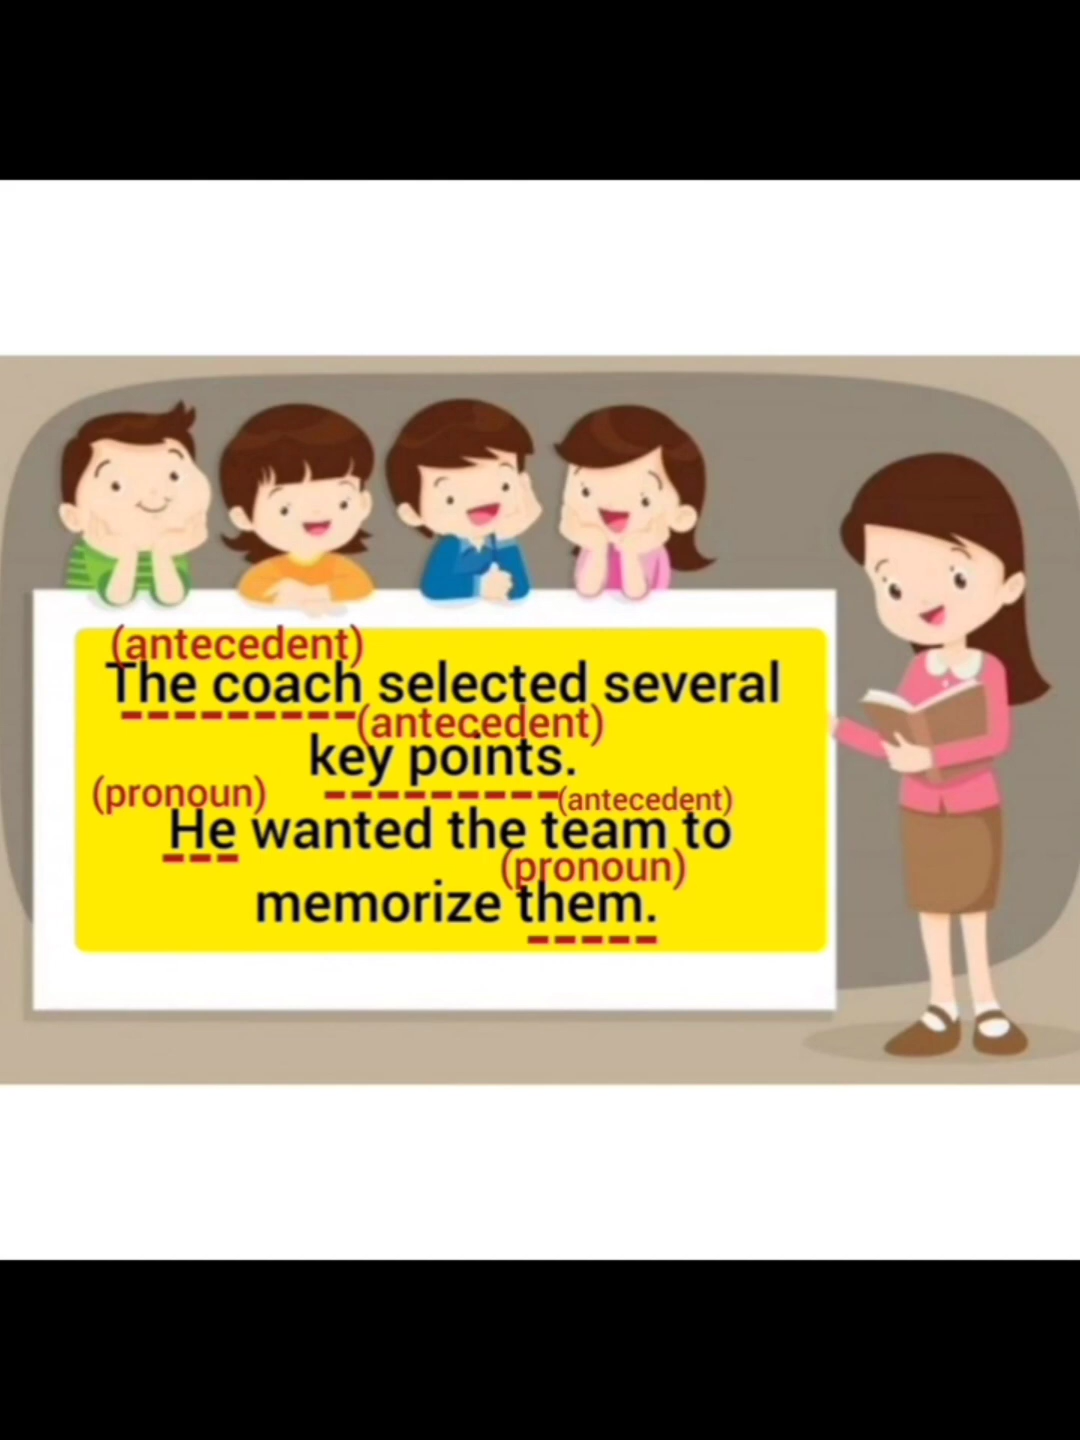 (antecedent)
The coach selected several
(antecedent)
key points.
(pronoun) (antecedent)
He wanted the team to
(pronoun)
memorize them.